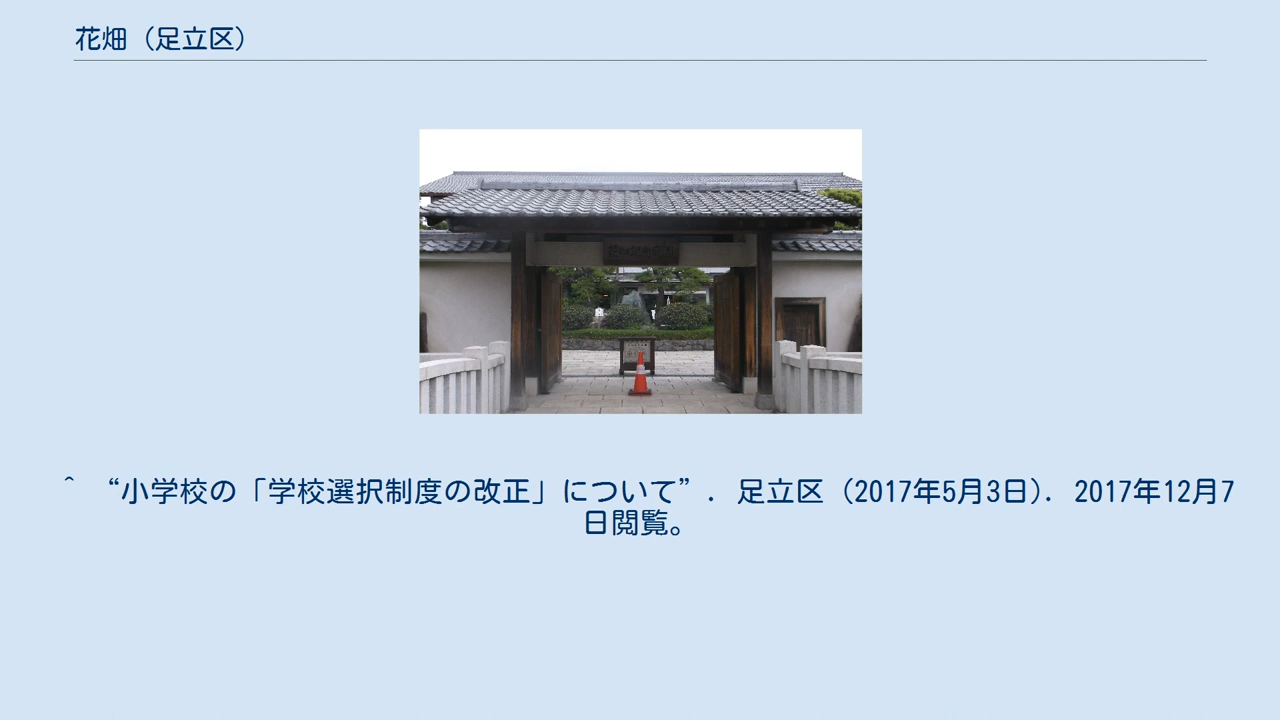 花畑（足立区）
^ “小学校の「学校選択制度の改正」について”. 足立区（2017年5月3日）. 2017年12月7
日閲覧。